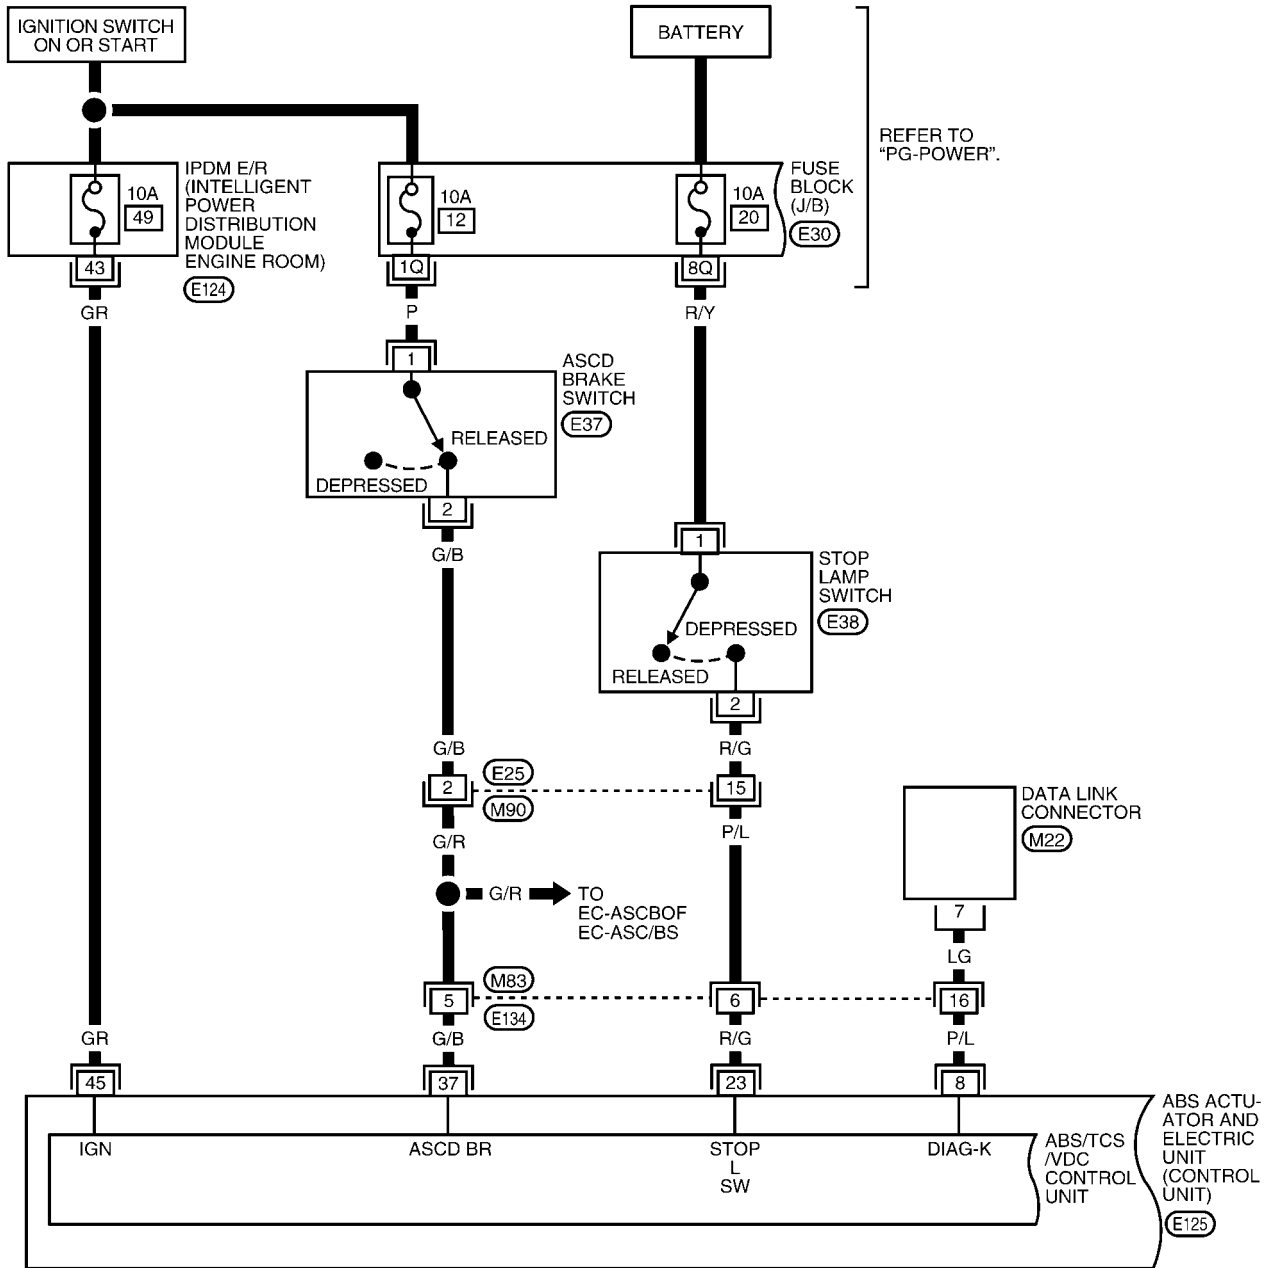 IGNITION SWITCH
ON OR START
BATTERY
REFER TO
“PG-POWER”.
IPDM E/R
(INTELLIGENT
POWER
DISTRIBUTION
MODULE
ENGINE ROOM)
E124
10A
49
10A
12
10A
20
FUSE
BLOCK
(J/B)
E30
43
1Q
8Q
GR
P
R/Y
1
ASCD
BRAKE
SWITCH
E37
RELEASED
DEPRESSED
2
G/B
1
STOP
LAMP
SWITCH
E38
DEPRESSED
RELEASED
2
G/B
R/G
2
E25
M90
15
G/R
P/L
DATA LINK
CONNECTOR
M22
G/R
TO
EC-ASCBOF
EC-ASC/BS
7
LG
5
M83
E134
6
16
GR
G/B
R/G
P/L
45
37
23
8
IGN
ASCD BR
STOP
L
SW
DIAG-K
ABS/TCS
/VDC
CONTROL
UNIT
ABS ACTU-
ATOR AND
ELECTRIC
UNIT
(CONTROL
UNIT)
E125